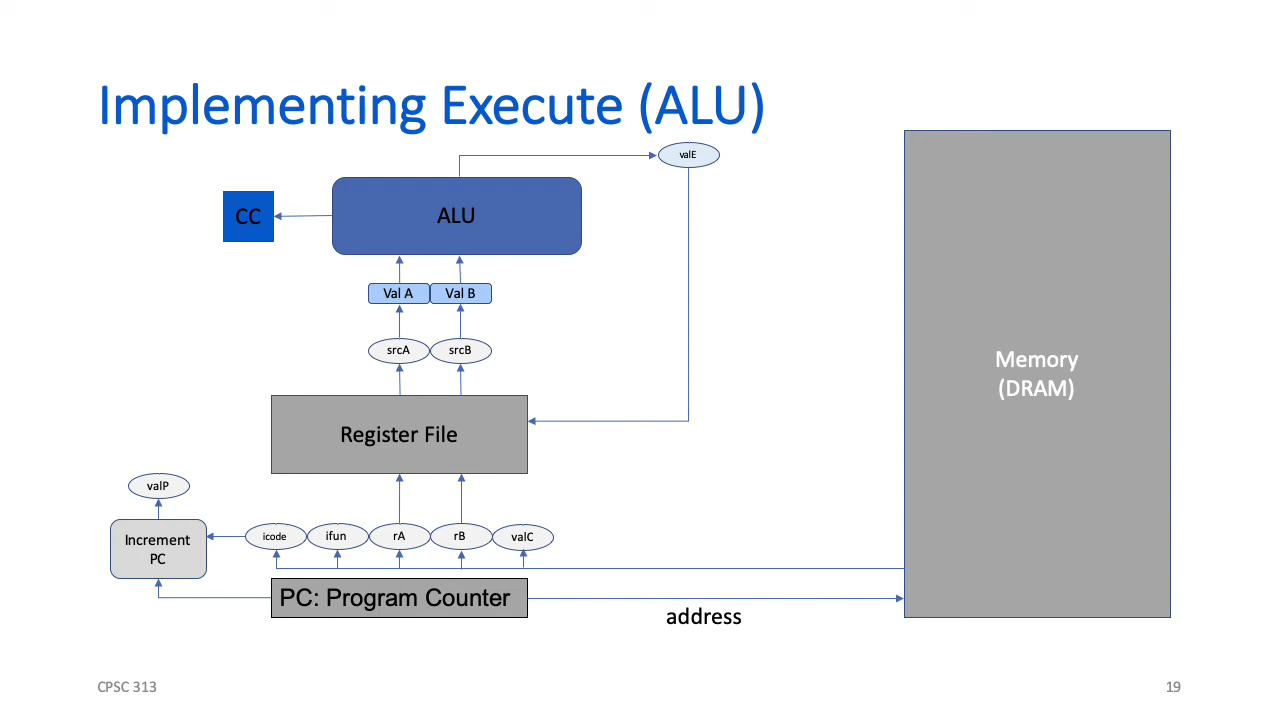 Implementing Execute (ALU)
valE
CC
ALU
Val A
Val B
srcA
srcB
Memory
(DRAM)
Register File
valP
Increment
PC
icode
ifun
rA
rB
valC
PC: Program Counter
address
CPSC 313
19